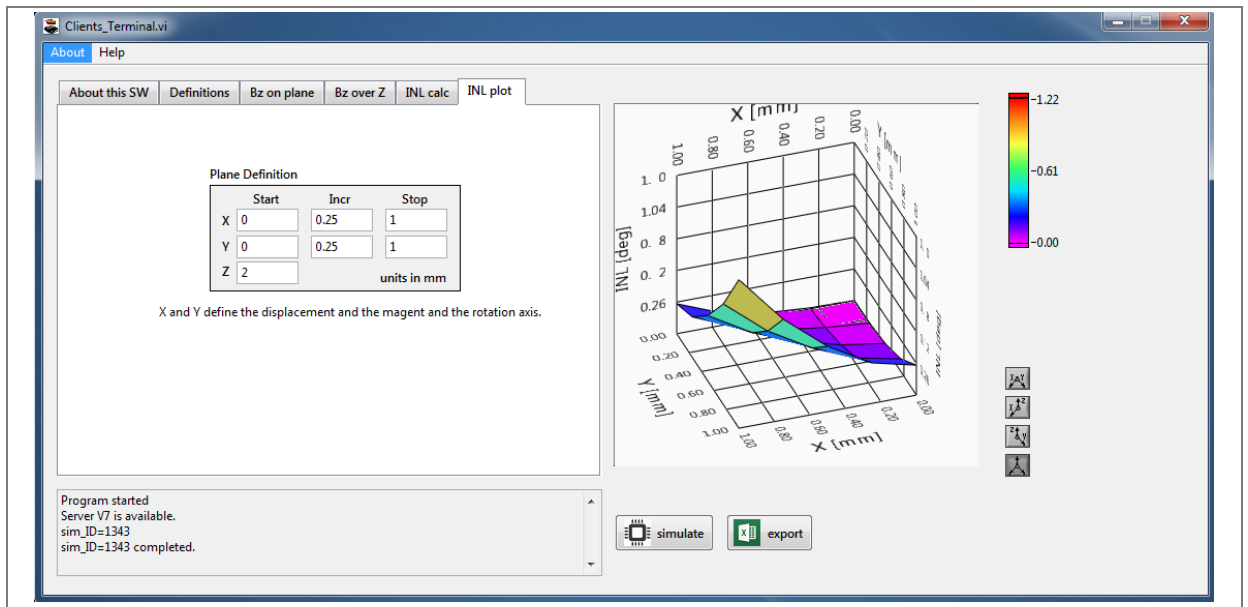 Clients_Terminal.vi
About Help
About this SW Definitions Bz on plane Bz over Z INL calc INL plot
Plane Definition
Start Incr Stop
X 0 0.25 1
Y 0 0.25 1
Z 2 units in mm
X and Y define the displacement and the magent and the rotation axis.
X [mm]
1.00 0.80 0.60 0.40 0.20 0.00
INL [deg]
1. 0
1.04
0. 8
0. 2
0.26
0.00
0.20
0.40
0.60
0.80
1.00
Y [mm]
1.00 0.80 0.60 0.40 0.20 0.00
X [mm]
INL [deg]
-1.22
-0.61
-0.00
Program started
Server V7 is available.
sim_ID=1343
sim_ID=1343 completed.
simulate
export